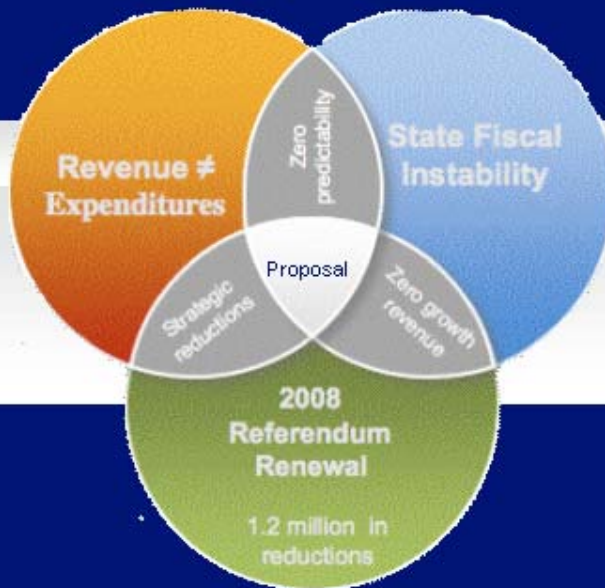 Revenue ≠
Expenditures
Zero
predictability
State Fiscal
Instability
Proposal
Strategic
reductions
Zero growth
revenue
2008
Referendum
Renewal
1.2 million in
reductions